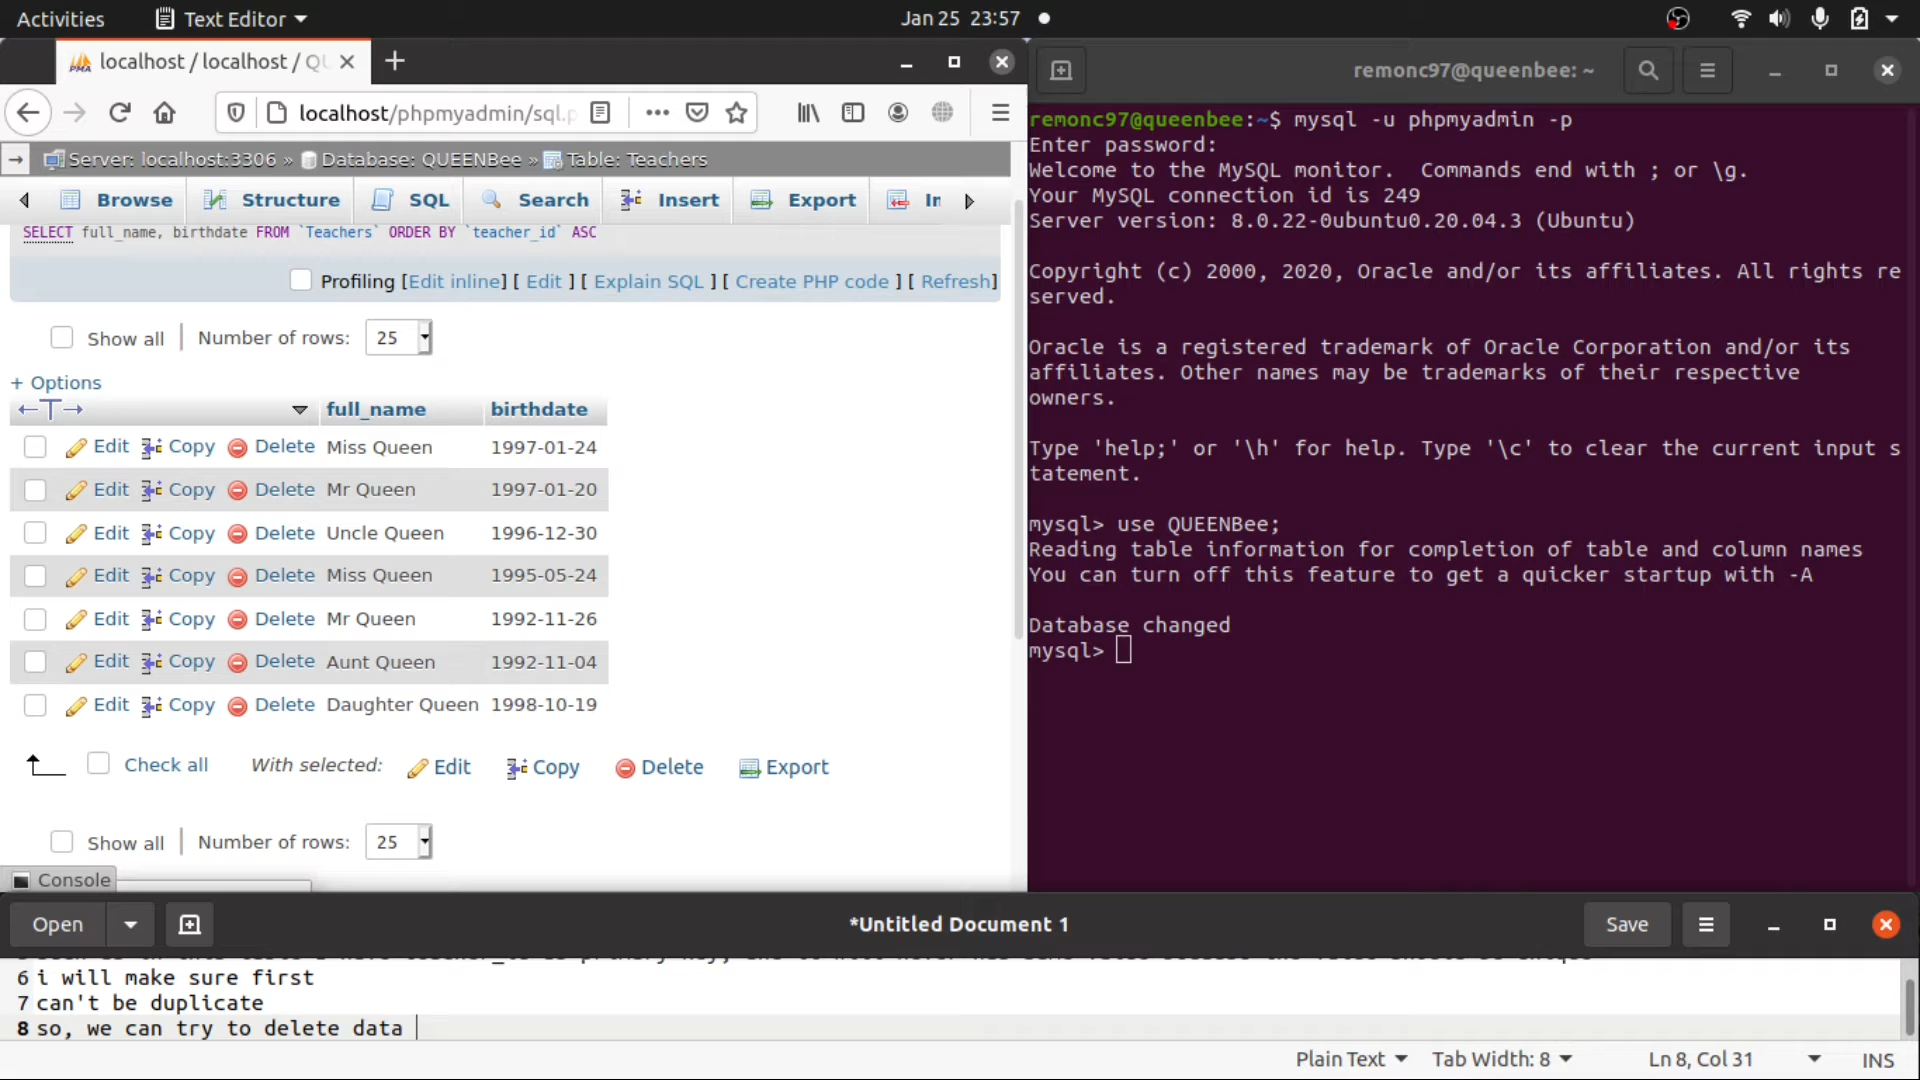 Activities Text Editor Jan 25 23:57
localhost / localhost / QU
localhost/phpmyadmin/sql.p
Server: localhost:3306 » Database: QUEENBee » Table: Teachers
Browse Structure SQL Search Insert Export In
SELECT full_name, birthdate FROM `Teachers` ORDER BY `teacher_id` ASC
Profiling [Edit inline] [ Edit ] [ Explain SQL ] [ Create PHP code ] [ Refresh]
Show all Number of rows: 25
+ Options
full_name birthdate
Edit Copy Delete Miss Queen 1997-01-24
Edit Copy Delete Mr Queen 1997-01-20
Edit Copy Delete Uncle Queen 1996-12-30
Edit Copy Delete Miss Queen 1995-05-24
Edit Copy Delete Mr Queen 1992-11-26
Edit Copy Delete Aunt Queen 1992-11-04
Edit Copy Delete Daughter Queen 1998-10-19
Check all With selected: Edit Copy Delete Export
Show all Number of rows: 25
Console
remonc97@queenbee: ~
remonc97@queenbee:~$ mysql -u phpmyadmin -p
Enter password:
Welcome to the MySQL monitor.  Commands end with ; or \g.
Your MySQL connection id is 249
Server version: 8.0.22-0ubuntu0.20.04.3 (Ubuntu)
Copyright (c) 2000, 2020, Oracle and/or its affiliates. All rights re
served.
Oracle is a registered trademark of Oracle Corporation and/or its
affiliates. Other names may be trademarks of their respective
owners.
Type 'help;' or '\h' for help. Type '\c' to clear the current input s
tatement.
mysql> use QUEENBee;
Reading table information for completion of table and column names
You can turn off this feature to get a quicker startup with -A
Database changed
mysql>
Open *Untitled Document 1 Save
6 i will make sure first
7 can't be duplicate
8 so, we can try to delete data
Plain Text Tab Width: 8 Ln 8, Col 31 INS